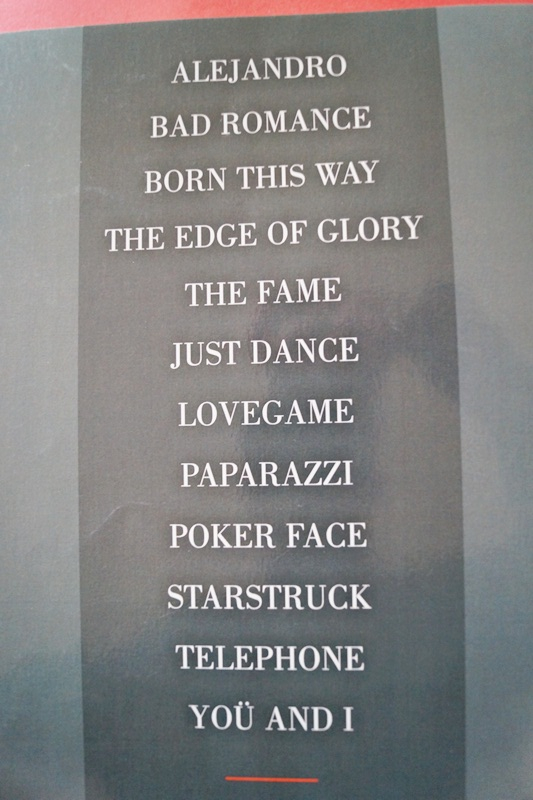 ALEJANDRO
BAD ROMANCE
BORN THIS WAY
THE EDGE OF GLORY
THE FAME
JUST DANCE
LOVEGAME
PAPARAZZI
POKER FACE
STARSTRUCK
TELEPHONE
YOÜ AND I